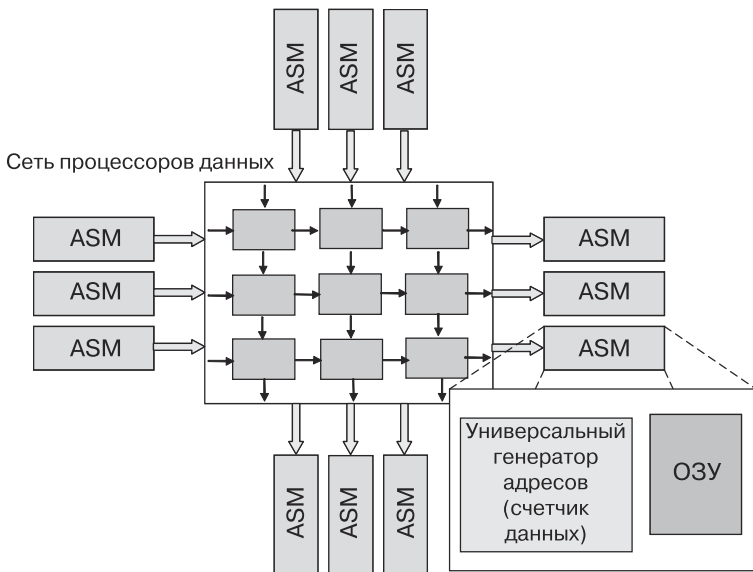 ASM
ASM
ASM
Сеть процессоров данных
ASM
ASM
ASM
ASM
ASM
ASM
Универсальный
генератор
адресов
(счетчик
данных)
ОЗУ
ASM
ASM
ASM